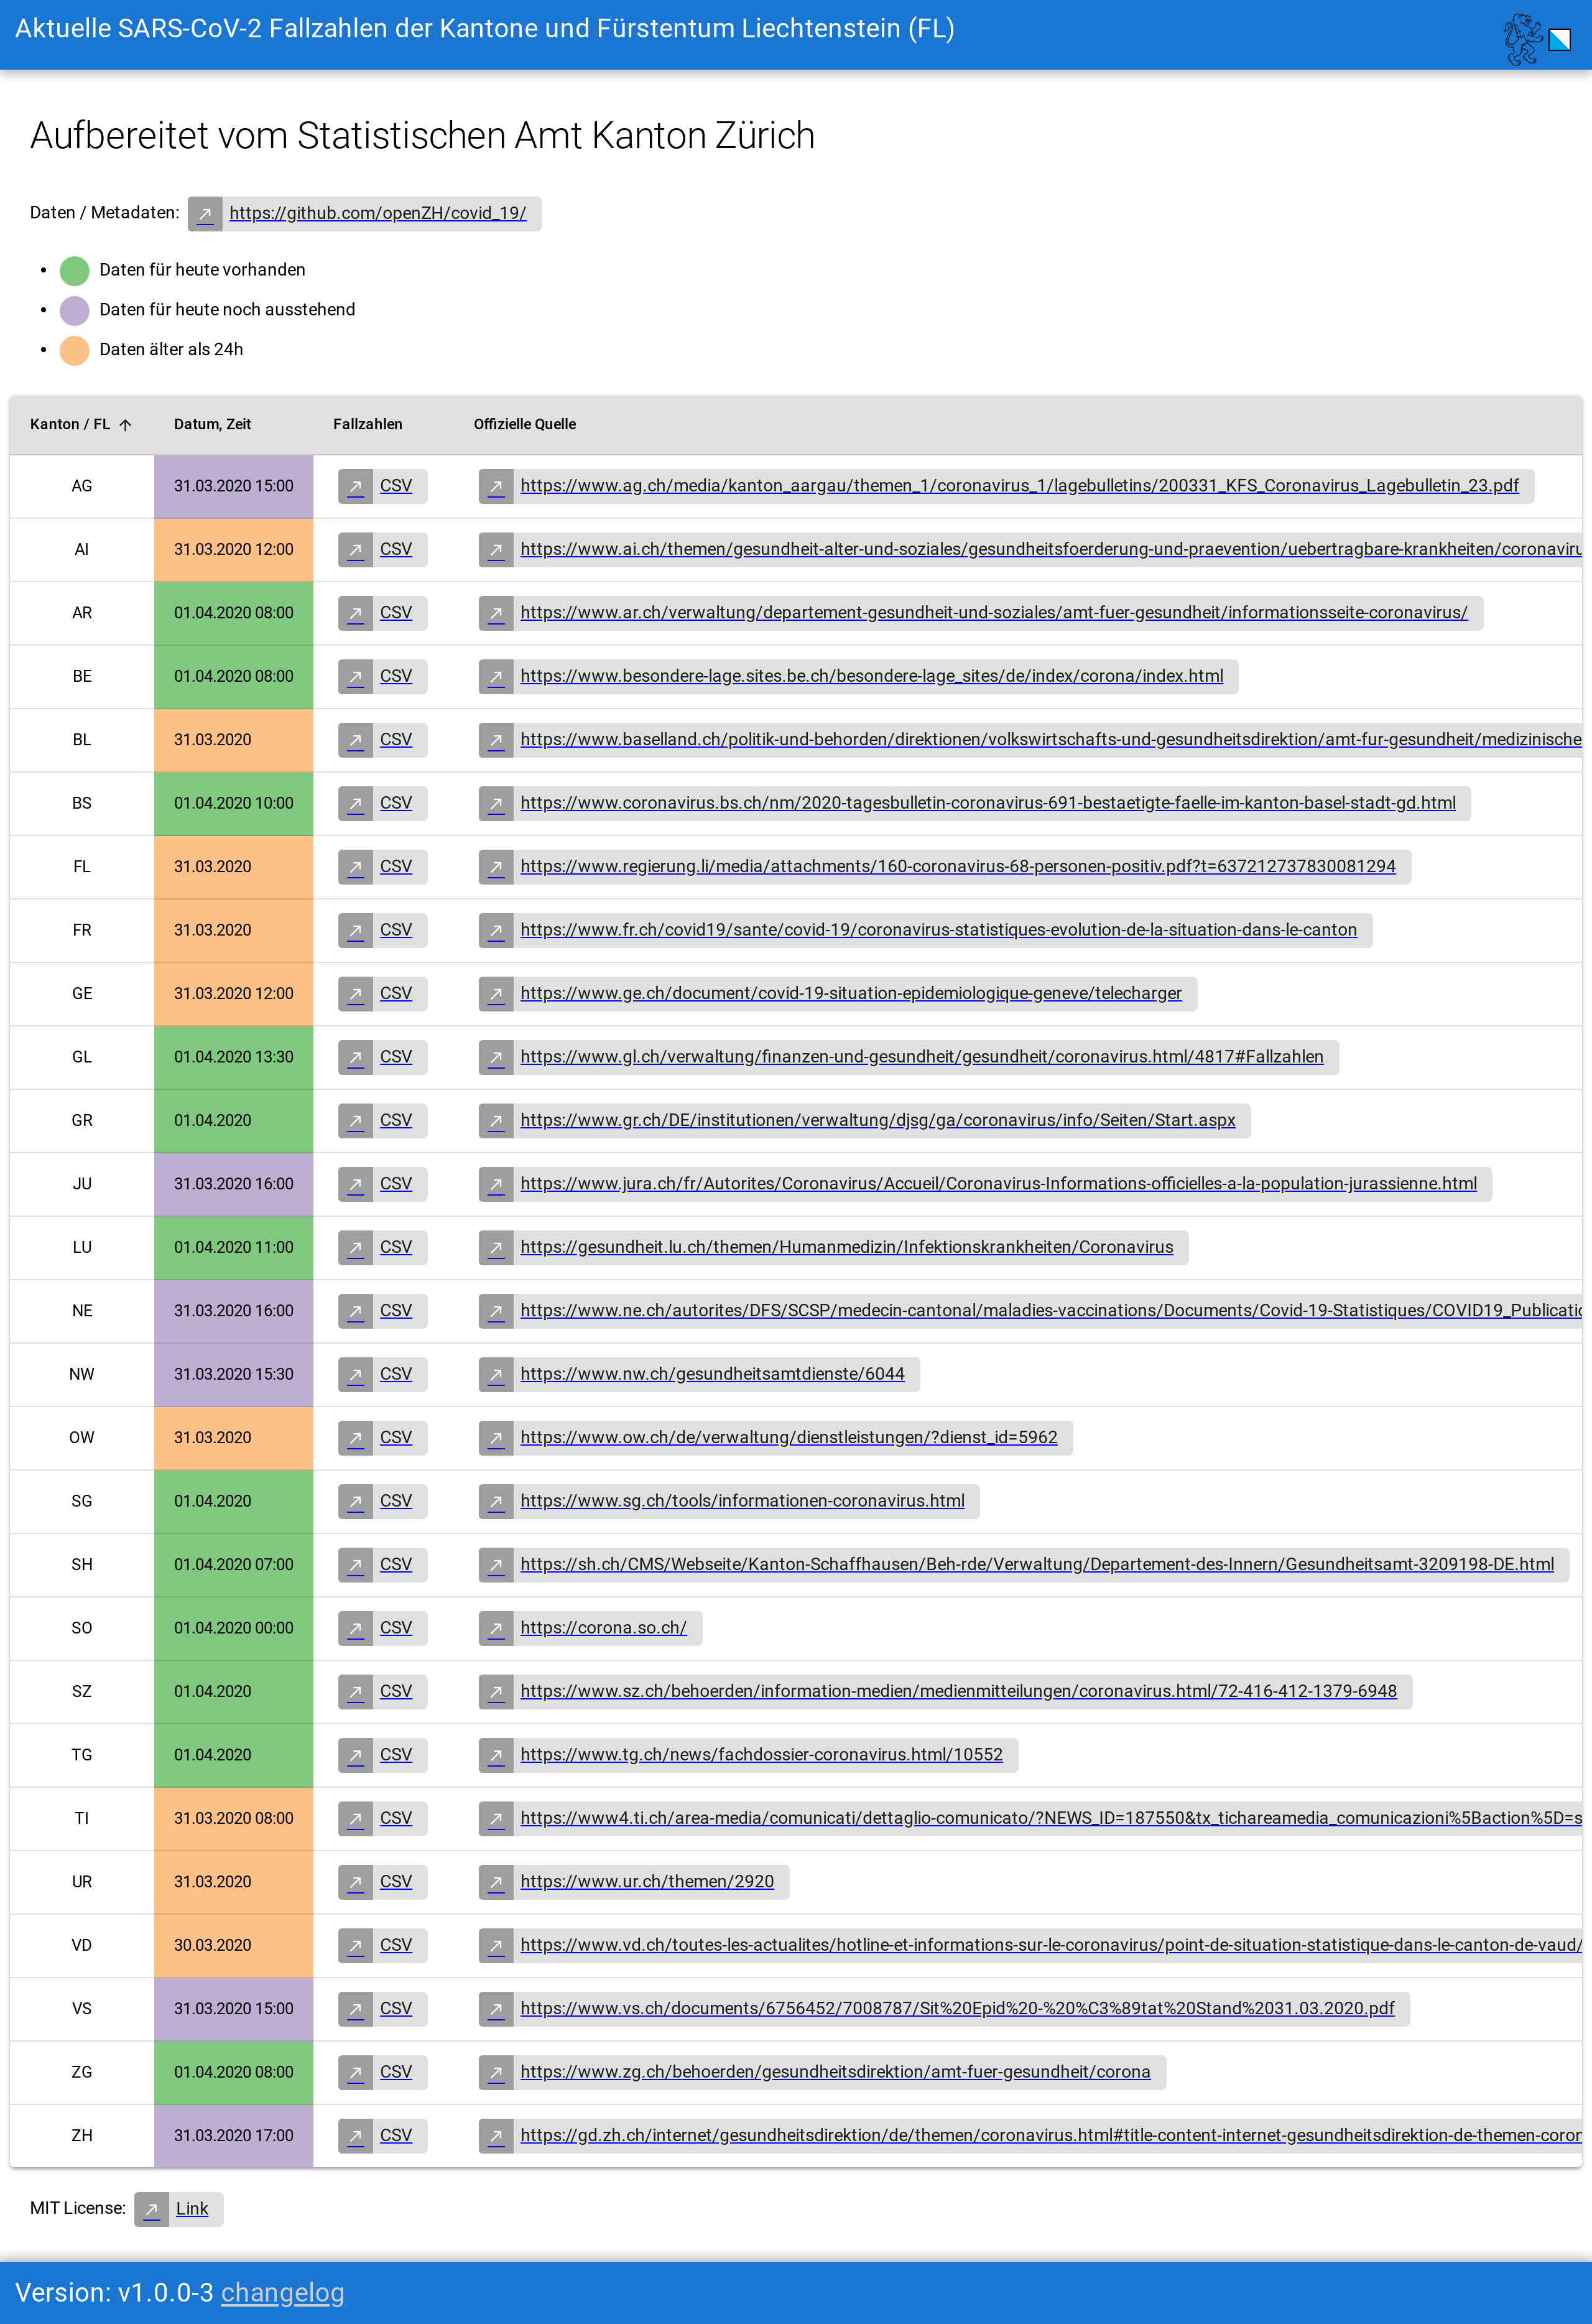 Aktuelle SARS-CoV-2 Fallzahlen der Kantone und Fürstentum Liechtenstein (FL)
Aufbereitet vom Statistischen Amt Kanton Zürich
Daten / Metadaten: https://github.com/openZH/covid_19/
Daten für heute vorhanden
Daten für heute noch ausstehend
Daten älter als 24h
Kanton / FL Datum, Zeit Fallzahlen Offizielle Quelle
AG 31.03.2020 15:00 CSV https://www.ag.ch/media/kanton_aargau/themen_1/coronavirus_1/lagebulletins/200331_KFS_Coronavirus_Lagebulletin_23.pdf
AI 31.03.2020 12:00 CSV https://www.ai.ch/themen/gesundheit-alter-und-soziales/gesundheitsfoerderung-und-praevention/uebertragbare-krankheiten/coronaviru
AR 01.04.2020 08:00 CSV https://www.ar.ch/verwaltung/departement-gesundheit-und-soziales/amt-fuer-gesundheit/informationsseite-coronavirus/
BE 01.04.2020 08:00 CSV https://www.besondere-lage.sites.be.ch/besondere-lage_sites/de/index/corona/index.html
BL 31.03.2020 CSV https://www.baselland.ch/politik-und-behorden/direktionen/volkswirtschafts-und-gesundheitsdirektion/amt-fur-gesundheit/medizinische
BS 01.04.2020 10:00 CSV https://www.coronavirus.bs.ch/nm/2020-tagesbulletin-coronavirus-691-bestaetigte-faelle-im-kanton-basel-stadt-gd.html
FL 31.03.2020 CSV https://www.regierung.li/media/attachments/160-coronavirus-68-personen-positiv.pdf?t=637212737830081294
FR 31.03.2020 CSV https://www.fr.ch/covid19/sante/covid-19/coronavirus-statistiques-evolution-de-la-situation-dans-le-canton
GE 31.03.2020 12:00 CSV https://www.ge.ch/document/covid-19-situation-epidemiologique-geneve/telecharger
GL 01.04.2020 13:30 CSV https://www.gl.ch/verwaltung/finanzen-und-gesundheit/gesundheit/coronavirus.html/4817#Fallzahlen
GR 01.04.2020 CSV https://www.gr.ch/DE/institutionen/verwaltung/djsg/ga/coronavirus/info/Seiten/Start.aspx
JU 31.03.2020 16:00 CSV https://www.jura.ch/fr/Autorites/Coronavirus/Accueil/Coronavirus-Informations-officielles-a-la-population-jurassienne.html
LU 01.04.2020 11:00 CSV https://gesundheit.lu.ch/themen/Humanmedizin/Infektionskrankheiten/Coronavirus
NE 31.03.2020 16:00 CSV https://www.ne.ch/autorites/DFS/SCSP/medecin-cantonal/maladies-vaccinations/Documents/Covid-19-Statistiques/COVID19_Publicatio
NW 31.03.2020 15:30 CSV https://www.nw.ch/gesundheitsamtdienste/6044
OW 31.03.2020 CSV https://www.ow.ch/de/verwaltung/dienstleistungen/?dienst_id=5962
SG 01.04.2020 CSV https://www.sg.ch/tools/informationen-coronavirus.html
SH 01.04.2020 07:00 CSV https://sh.ch/CMS/Webseite/Kanton-Schaffhausen/Beh-rde/Verwaltung/Departement-des-Innern/Gesundheitsamt-3209198-DE.html
SO 01.04.2020 00:00 CSV https://corona.so.ch/
SZ 01.04.2020 CSV https://www.sz.ch/behoerden/information-medien/medienmitteilungen/coronavirus.html/72-416-412-1379-6948
TG 01.04.2020 CSV https://www.tg.ch/news/fachdossier-coronavirus.html/10552
TI 31.03.2020 08:00 CSV https://www4.ti.ch/area-media/comunicati/dettaglio-comunicato/?NEWS_ID=187550&tx_tichareamedia_comunicazioni%5Baction%5D=s
UR 31.03.2020 CSV https://www.ur.ch/themen/2920
VD 30.03.2020 CSV https://www.vd.ch/toutes-les-actualites/hotline-et-informations-sur-le-coronavirus/point-de-situation-statistique-dans-le-canton-de-vaud/
VS 31.03.2020 15:00 CSV https://www.vs.ch/documents/6756452/7008787/Sit%20Epid%20-%20%C3%89tat%20Stand%2031.03.2020.pdf
ZG 01.04.2020 08:00 CSV https://www.zg.ch/behoerden/gesundheitsdirektion/amt-fuer-gesundheit/corona
ZH 31.03.2020 17:00 CSV https://gd.zh.ch/internet/gesundheitsdirektion/de/themen/coronavirus.html#title-content-internet-gesundheitsdirektion-de-themen-coron
MIT License: Link
Version: v1.0.0-3 changelog